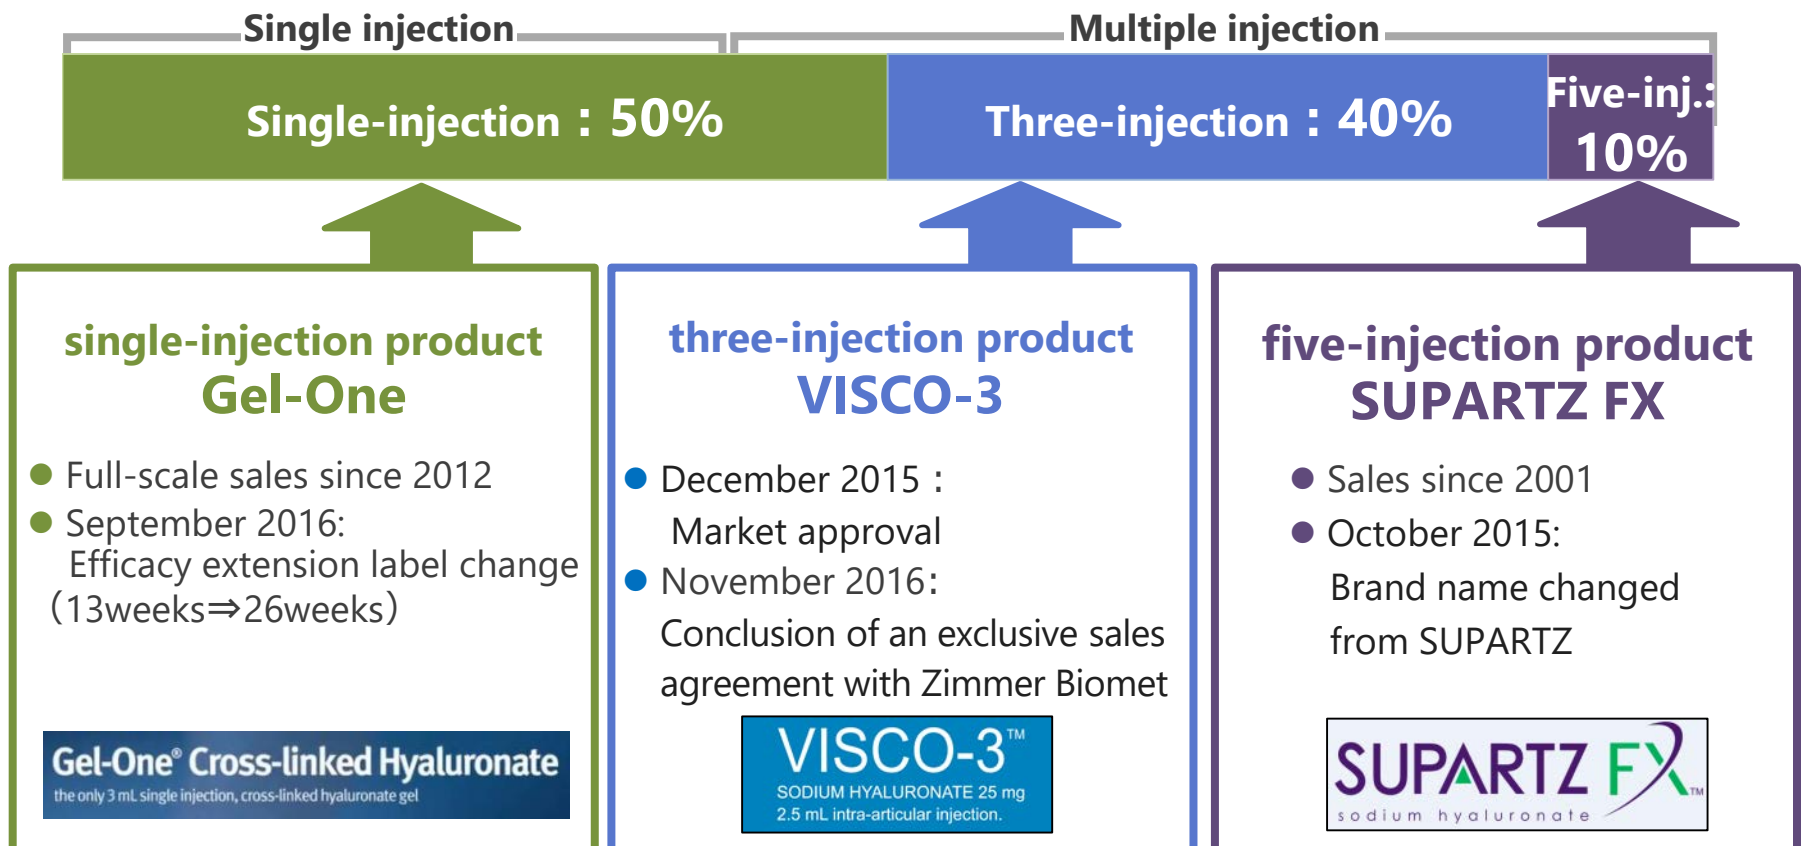 Single injection
Multiple injection
Single-injection：50%
Three-injection：40%
Five-inj.:
10%
single-injection product
Gel-One
● Full-scale sales since 2012
● September 2016:
Efficacy extension label change
（13weeks⇒26weeks）
Gel-One® Cross-linked Hyaluronate
the only 3 mL single injection, cross-linked hyaluronate gel
three-injection product
VISCO-3
● December 2015：
Market approval
● November 2016：
Conclusion of an exclusive sales
agreement with Zimmer Biomet
VISCO-3™
SODIUM HYALURONATE 25 mg
2.5 mL intra-articular injection.
five-injection product
SUPARTZ FX
● Sales since 2001
● October 2015:
Brand name changed
from SUPARTZ
SUPARTZ FX™
sodium hyaluronate